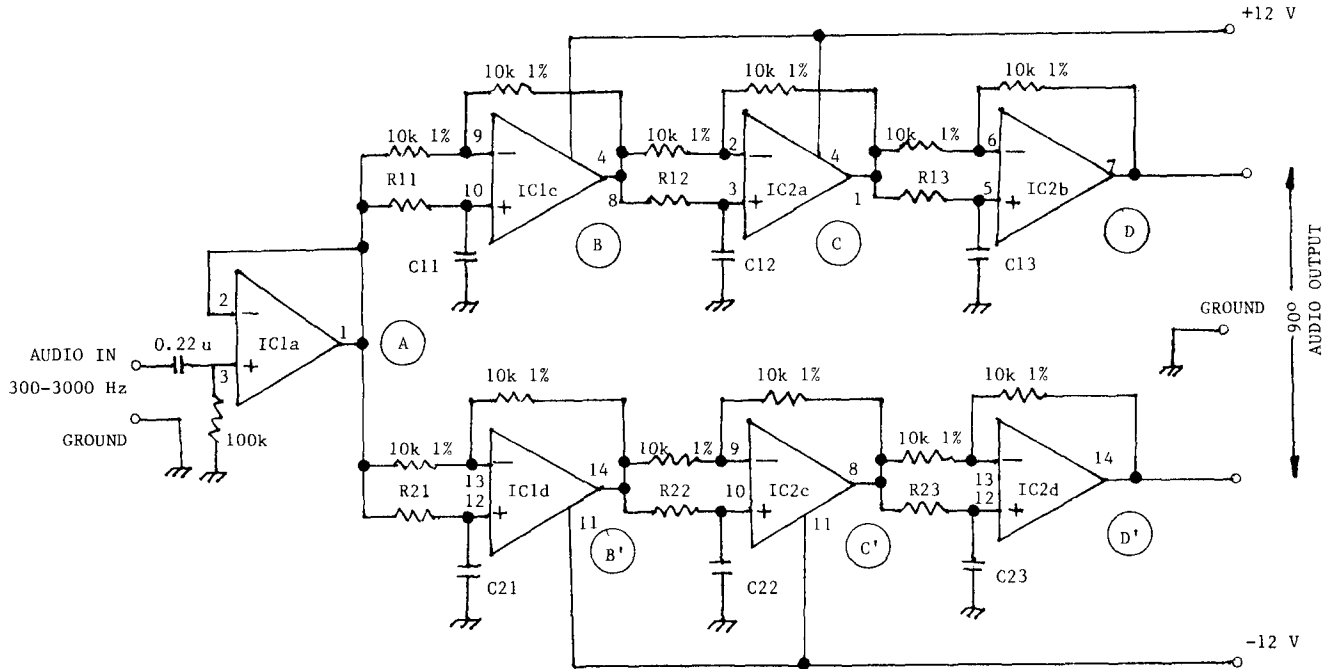 +12 V
10k 1%
10k 1%
10k 1%
10k 1%
9
10k 1%
2
10k 1%
6
4
4
7
R11
10
IC1c
R12
3
IC2a
R13
5
IC2b
8
1
B
C
D
C11
C12
C13
2
GROUND
90°
AUDIO OUTPUT
IC1a
1
A
0.22u
AUDIO IN
3
300-3000 Hz
10k 1%
10k 1%
10k 1%
GROUND
100k
10k 1%
10k 1%
9
10k 1%
13
14
8
13
14
R21
12
IC1d
R22
10
IC2c
R23
12
IC2d
11
11
B'
C'
D'
C21
C22
C23
-12 V